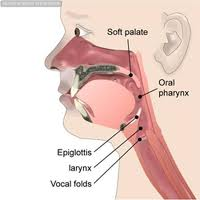 Soft palate
Oral
pharynx
Epiglottis
larynx
Vocal folds